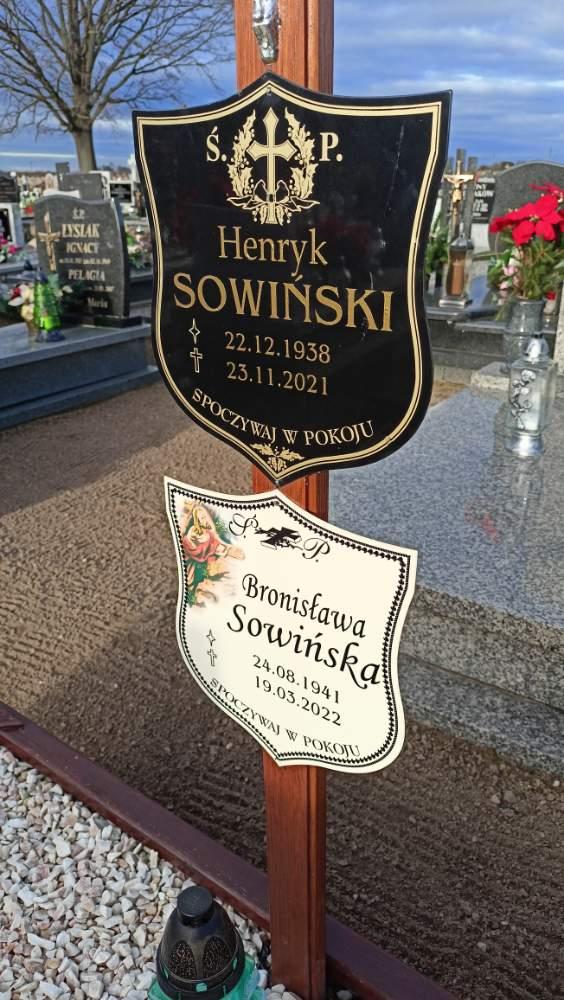 Ś. P.
Henryk
SOWIŃSKI
22.12.1938
23.11.2021
SPOCZYWAJ W POKOJU
Ś P.
Bronisława
Sowińska
24.08.1941
19.03.2022
SPOCZYWAJ W POKOJU
Ś.P.
ŁYSIAK
IGNACY
PELAGIA
Maria